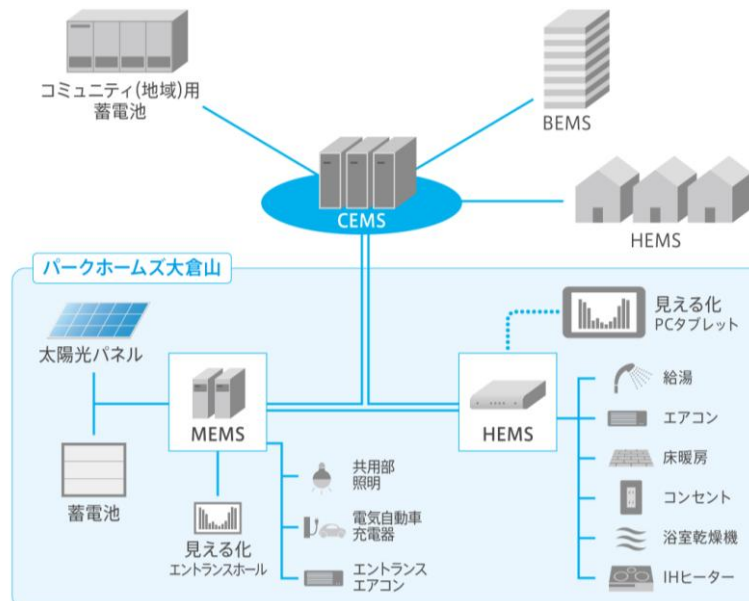 コミュニティ(地域)用
蓄電池
BEMS
CEMS
HEMS
パークホームズ大倉山
太陽光パネル
見える化
PCタブレット
MEMS
HEMS
給湯
エアコン
床暖房
コンセント
浴室乾燥機
IHヒーター
蓄電池
見える化
エントランスホール
共用部
照明
電気自動車
充電器
エントランス
エアコン